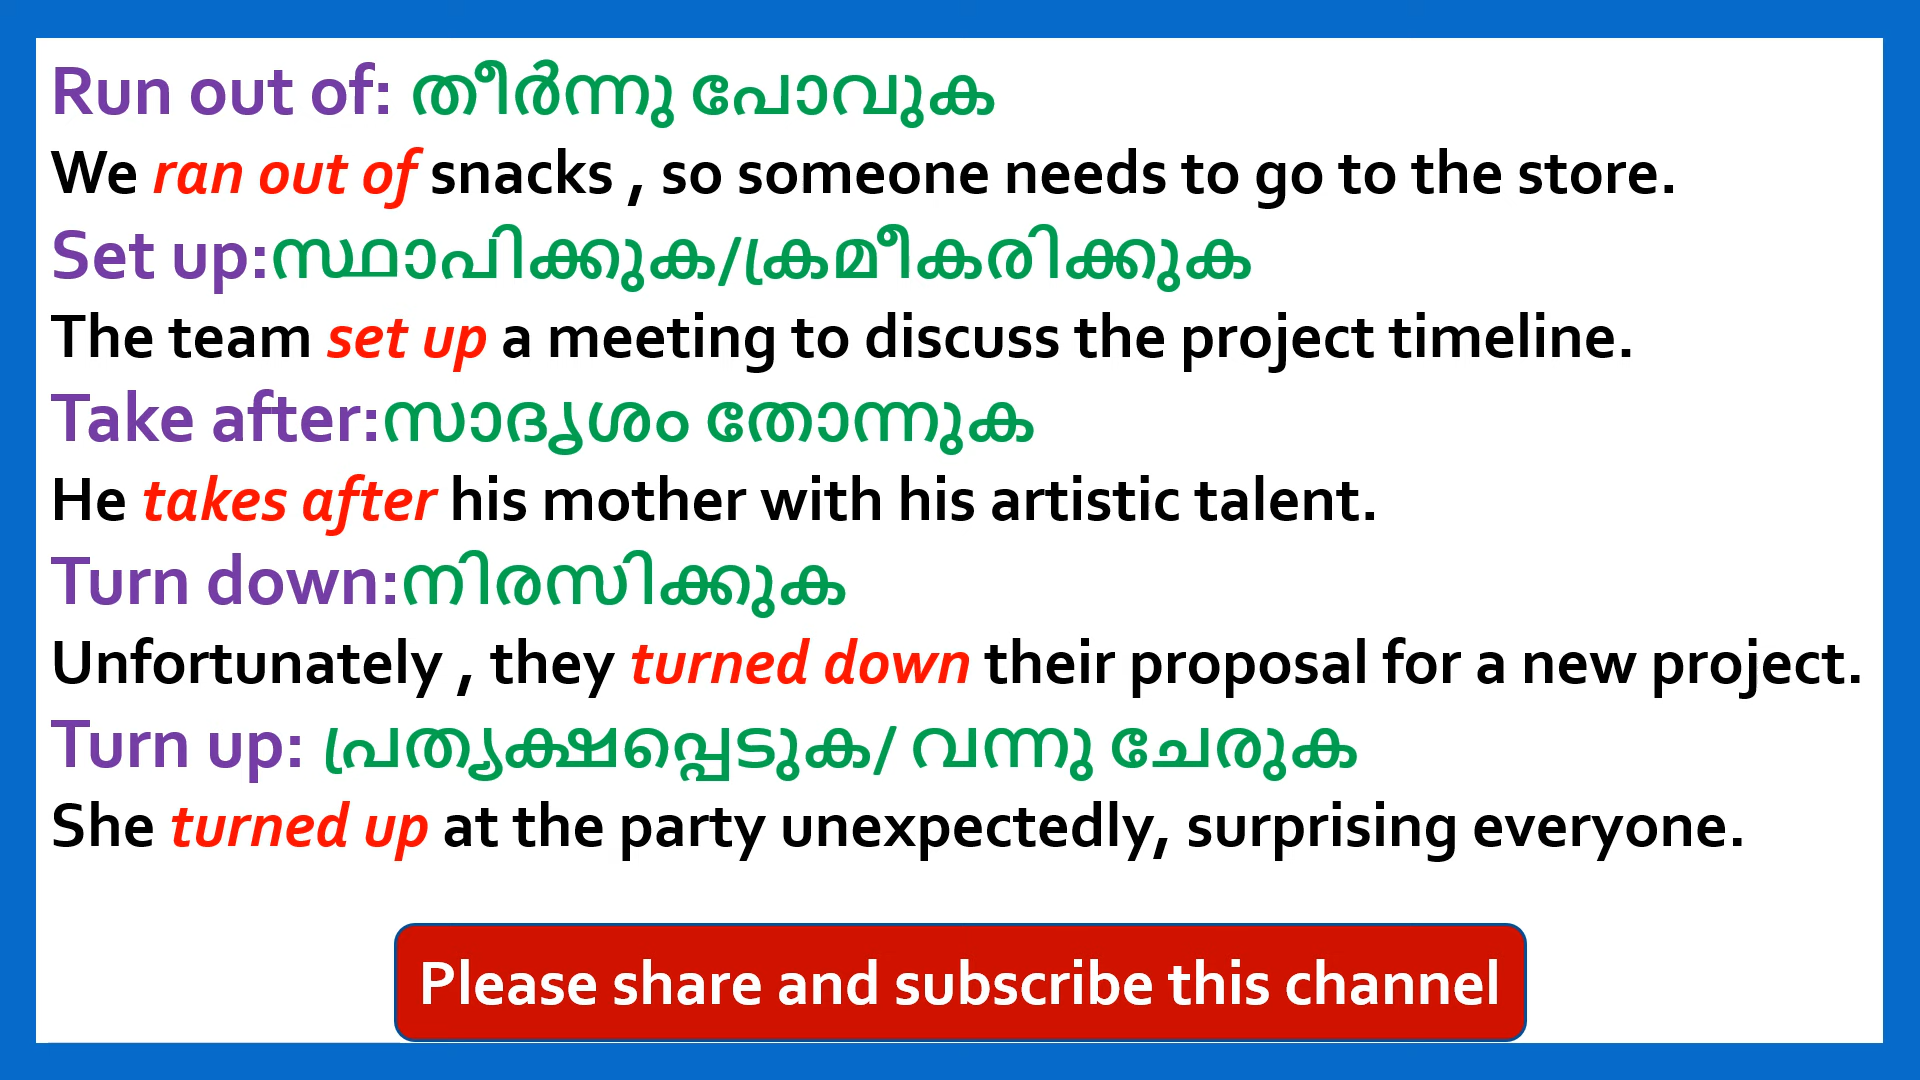 Run out of: തീർന്നു പോവുക
We ran out of snacks , so someone needs to go to the store.
Set up:സ്ഥാപിക്കുക/ക്രമീകരിക്കുക
The team set up a meeting to discuss the project timeline.
Take after:സാദൃശം തോന്നുക
He takes after his mother with his artistic talent.
Turn down:നിരസിക്കുക
Unfortunately , they turned down their proposal for a new project.
Turn up: പ്രത്യക്ഷപ്പെടുക/ വന്നു ചേരുക
She turned up at the party unexpectedly, surprising everyone.
Please share and subscribe this channel